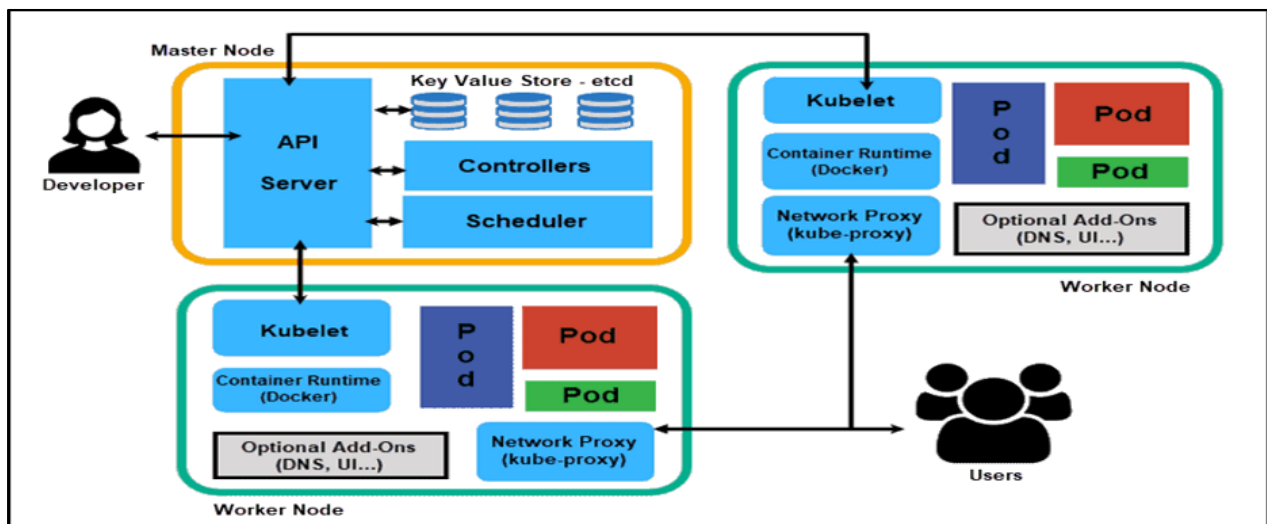 Master Node
Key Value Store - etcd
API
Server
Controllers
Scheduler
Developer
Kubelet
Container Runtime
(Docker)
Network Proxy
(kube-proxy)
P
o
d
Pod
Pod
Optional Add-Ons
(DNS, UI...)
Worker Node
Kubelet
Container Runtime
(Docker)
P
o
d
Pod
Pod
Optional Add-Ons
(DNS, UI...)
Network Proxy
(kube-proxy)
Worker Node
Users